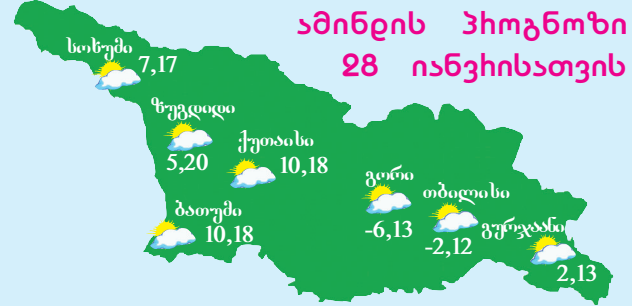 ამინდის პროგნოზი
28 იანვრისათვის
სოხუმი
7,17
ზუგდიდი
5,20
ქუთაისი
10,18
ბათუმი
10,18
გორი
-6,13
თბილისი
-2,12
გურჯაანი
2,13